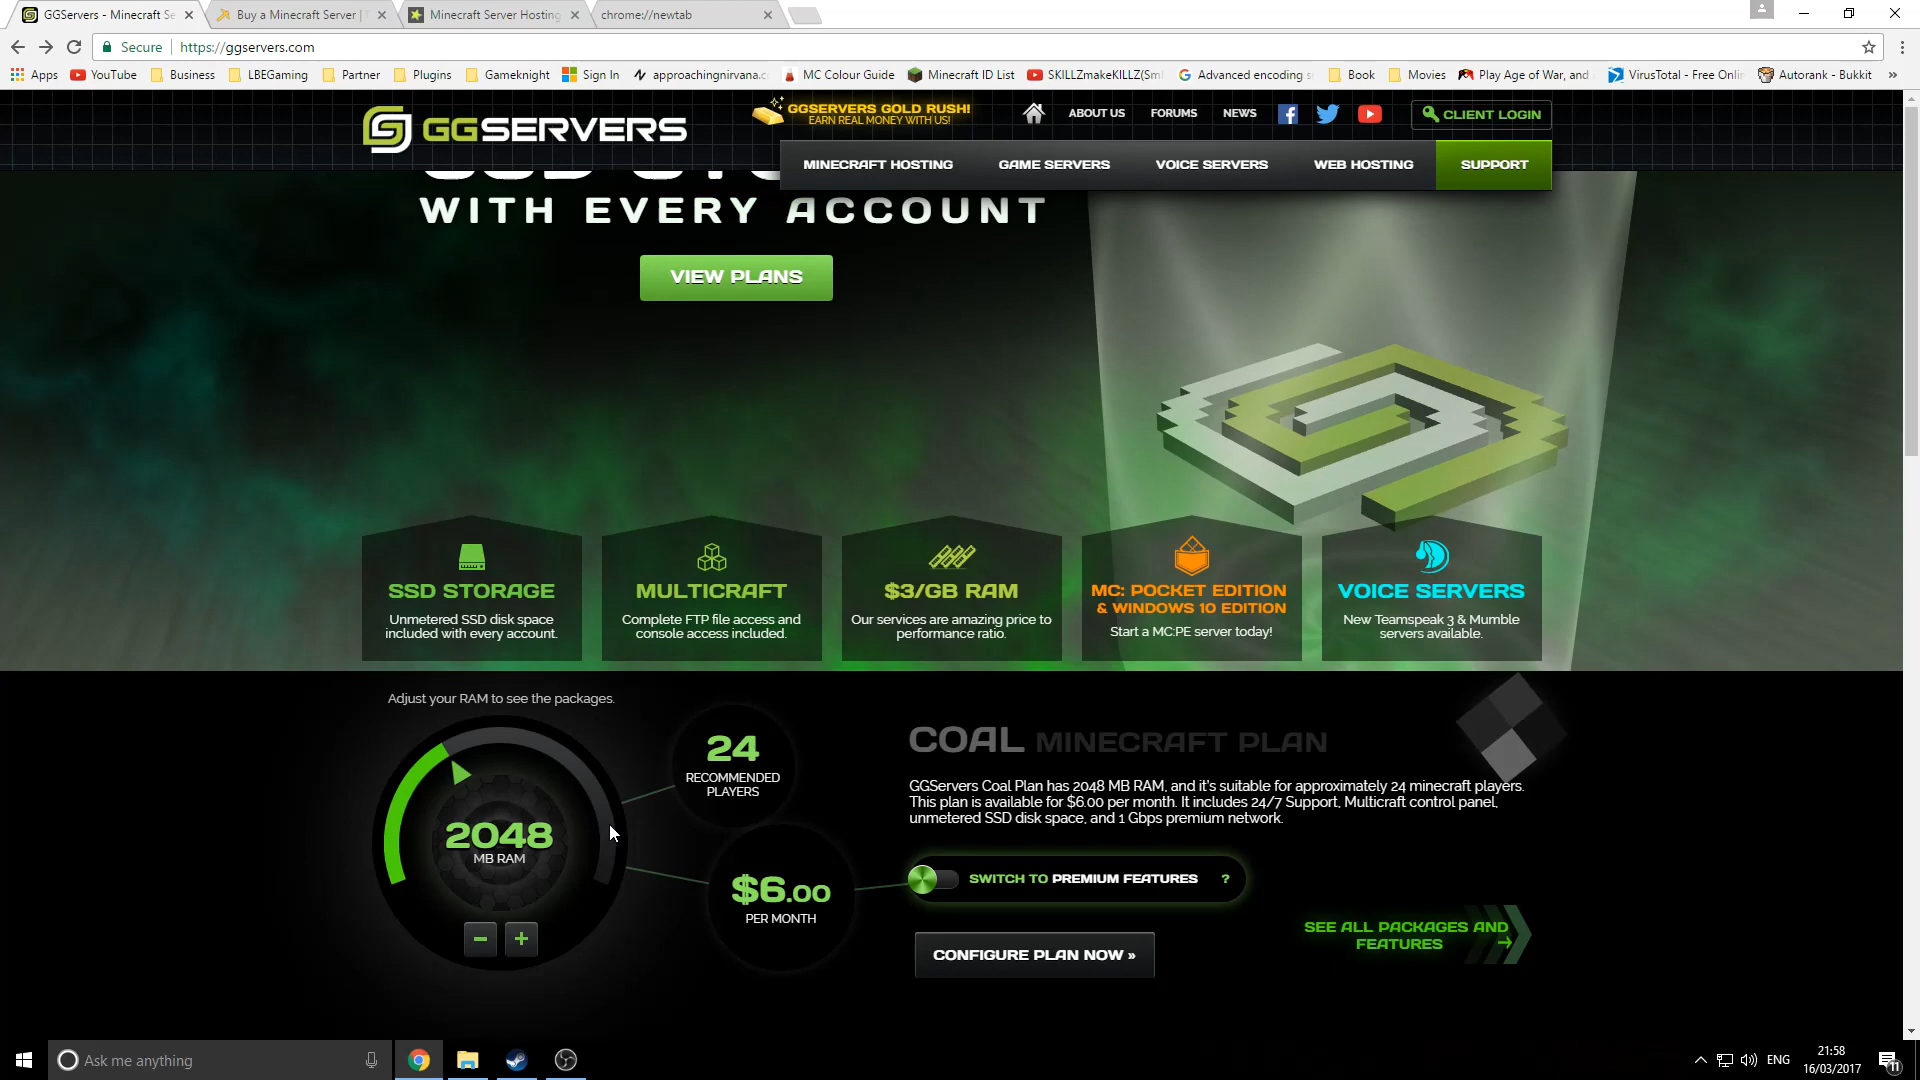 GGServers - Minecraft Se
Buy a Minecraft Server |
Minecraft Server Hosting
chrome://newtab
Secure
https://ggservers.com
Apps
YouTube
Business
LBEGaming
Partner
Plugins
Gameknight
Sign In
approachingnirvana.c
MC Colour Guide
Minecraft ID List
SKILLZmakeKILLZ(Sm
Advanced encoding s
Book
Movies
Play Age of War, and
VirusTotal - Free Onli
Autorank - Bukkit
»
GGSERVERS
GGSERVERS GOLD RUSH!
EARN REAL MONEY WITH US!
ABOUT US
FORUMS
NEWS
CLIENT LOGIN
MINECRAFT HOSTING
GAME SERVERS
VOICE SERVERS
WEB HOSTING
SUPPORT
WITH EVERY ACCOUNT
VIEW PLANS
SSD STORAGE
Unmetered SSD disk space
included with every account.
MULTICRAFT
Complete FTP file access and
console access included.
$3/GB RAM
Our services are amazing price to
performance ratio.
MC: POCKET EDITION
& WINDOWS 10 EDITION
Start a MC:PE server today!
VOICE SERVERS
New Teamspeak 3 & Mumble
servers available.
Adjust your RAM to see the packages.
2048
MB RAM
− +
24
RECOMMENDED
PLAYERS
$6.00
PER MONTH
COAL MINECRAFT PLAN
GGServers Coal Plan has 2048 MB RAM, and it's suitable for approximately 24 minecraft players.
This plan is available for $6.00 per month. It includes 24/7 Support, Multicraft control panel,
unmetered SSD disk space, and 1 Gbps premium network.
SWITCH TO PREMIUM FEATURES ?
CONFIGURE PLAN NOW »
SEE ALL PACKAGES AND
FEATURES
Ask me anything
ENG
21:58
16/03/2017
11